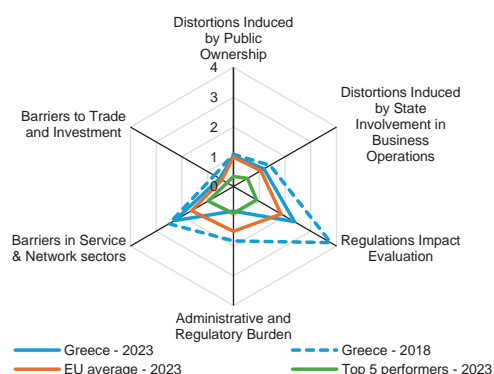 Distortions Induced
by Public
Ownership
4
3
2
1
0
Distortions Induced
by State
Involvement in
Business
Operations
Regulations Impact
Evaluation
Administrative and
Regulatory Burden
Barriers in Service
& Network sectors
Barriers to Trade
and Investment
Greece - 2023
Greece - 2018
EU average - 2023
Top 5 performers - 2023